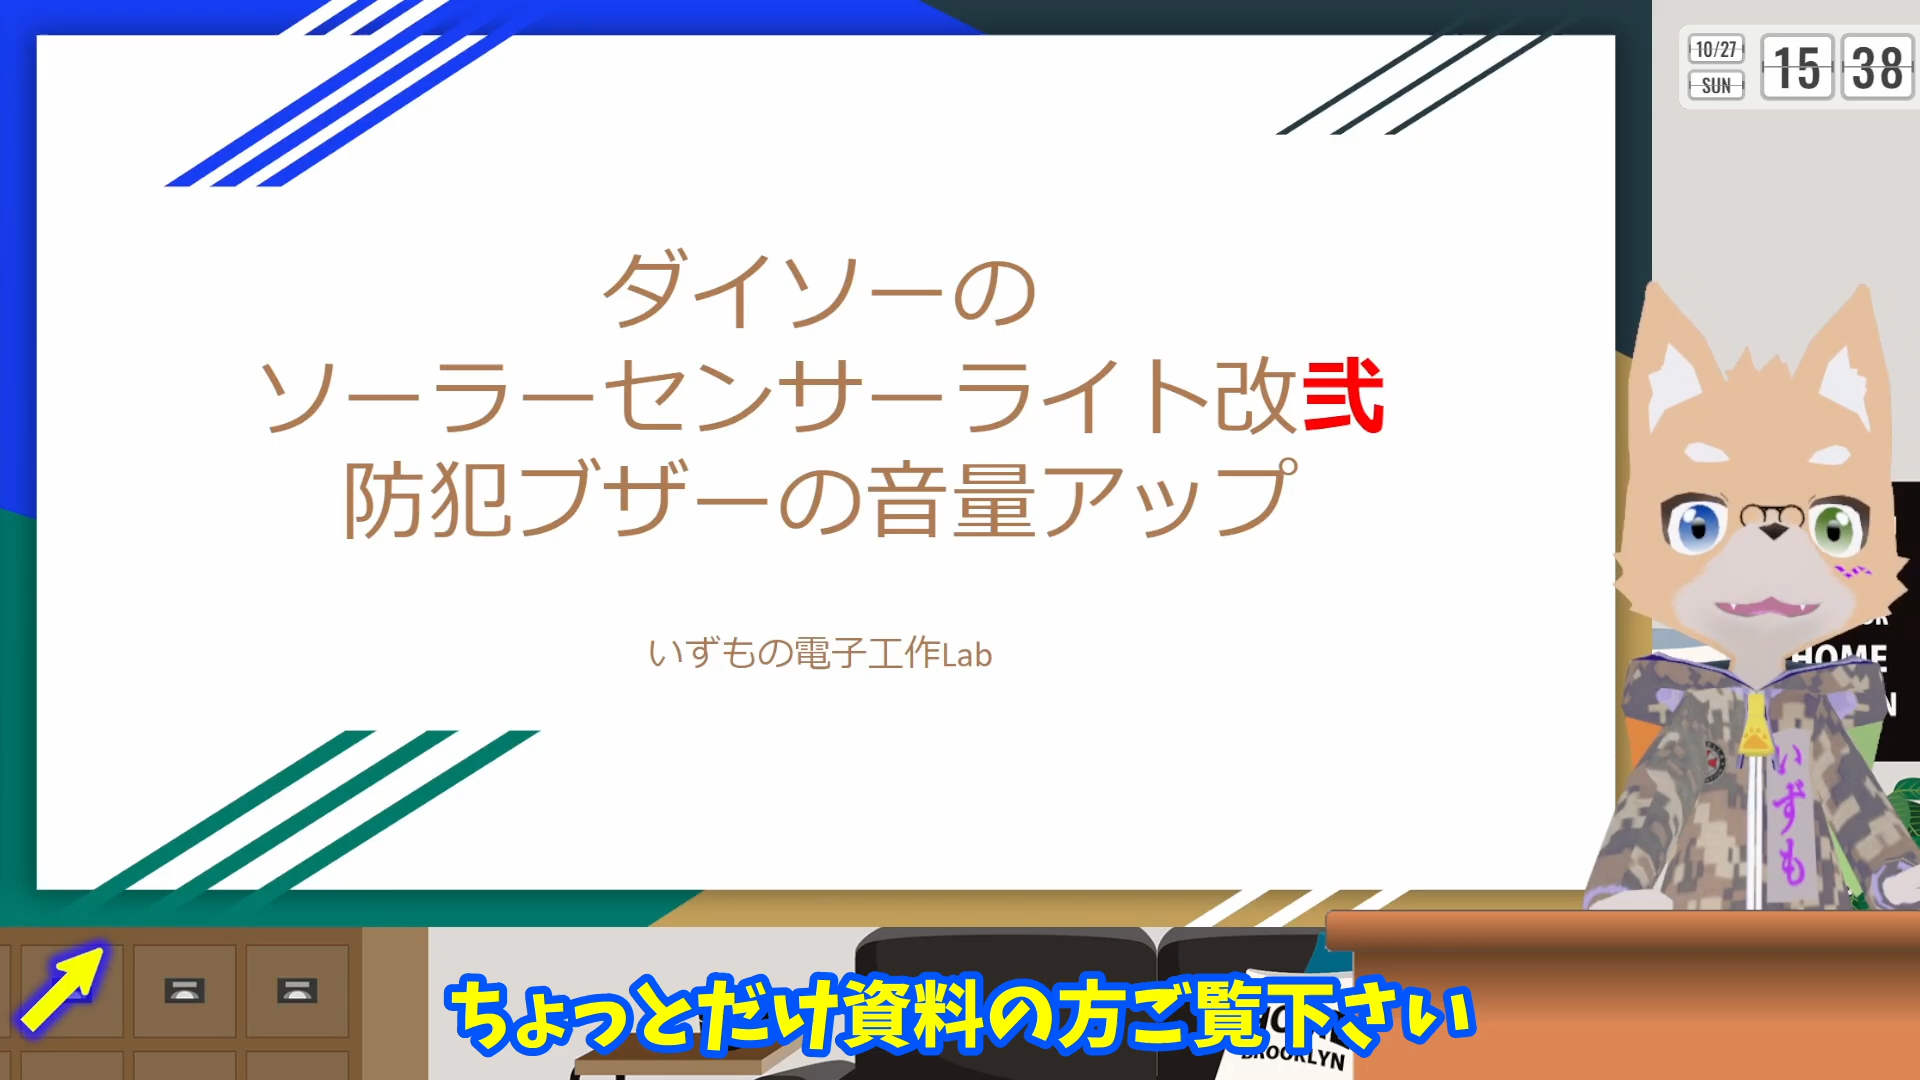 10/27
SUN
15 38
ダイソーの
ソーラーセンサーライト改弐
防犯ブザーの音量アップ
いずもの電子工作Lab
HOME
N
いずも
ちょっとだけ資料の方ご覧下さい
BROOKLYN